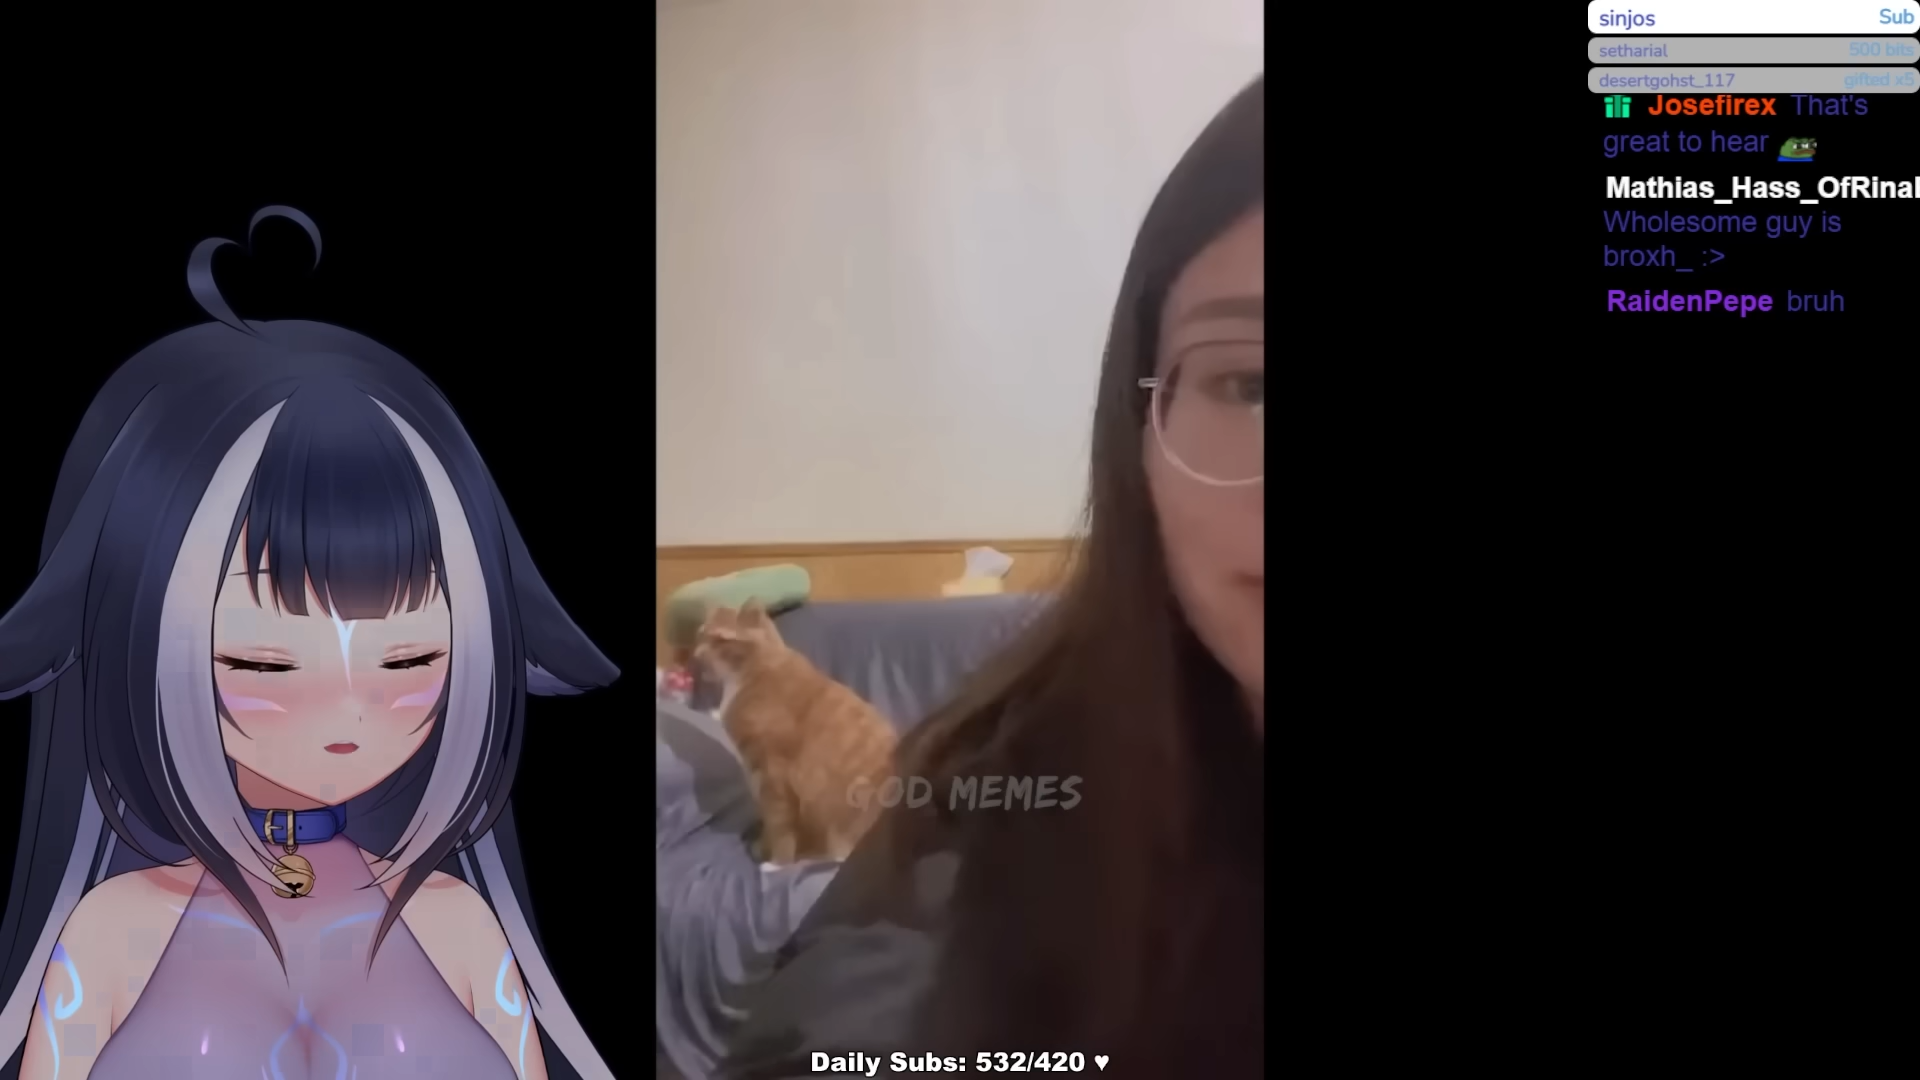 sinjos Sub
setharial 500 bits
desertgohst_117 gifted x5
Josefirex That's
great to hear
Mathias_Hass_OfRinal
Wholesome guy is
broxh_ :>
RaidenPepe bruh
GOD MEMES
Daily Subs: 532/420 ♥